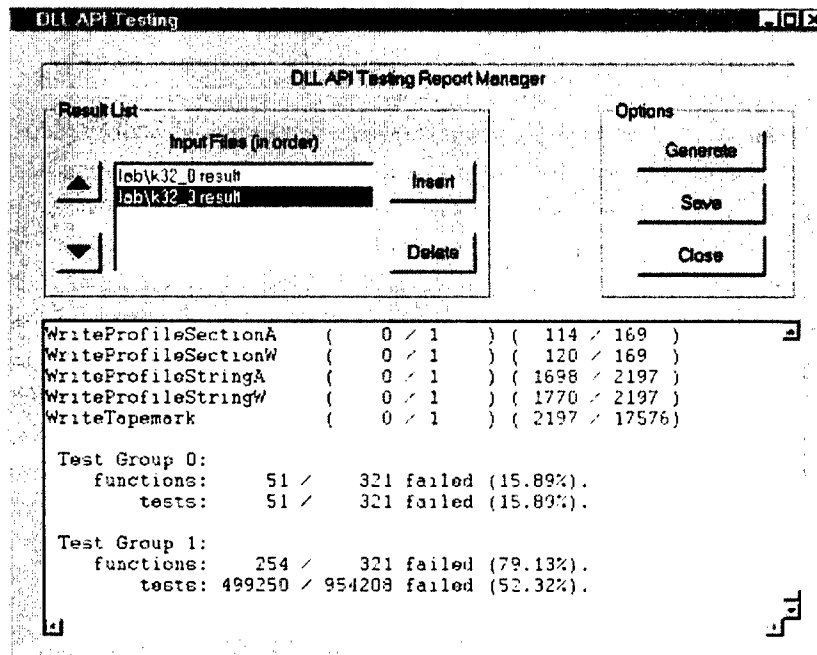 DLL API Testing
DLL API Testing Report Manager
Result List
Input Files (in order)
lab\k32_0 result
lab\k32_3 result
Insert
Delete
Options
Generate
Save
Close
WriteProfileSectionA ( 0 / 1 ) ( 114 / 169 )
WriteProfileSectionW ( 0 / 1 ) ( 120 / 169 )
WriteProfileStringA ( 0 / 1 ) ( 1698 / 2197 )
WriteProfileStringW ( 0 / 1 ) ( 1770 / 2197 )
WriteTapemark ( 0 / 1 ) ( 2197 / 17576)
Test Group 0:
functions: 51 / 321 failed (15.89%).
tests: 51 / 321 failed (15.89%).
Test Group 1:
functions: 254 / 321 failed (79.13%).
tests: 499250 / 954208 failed (52.32%).